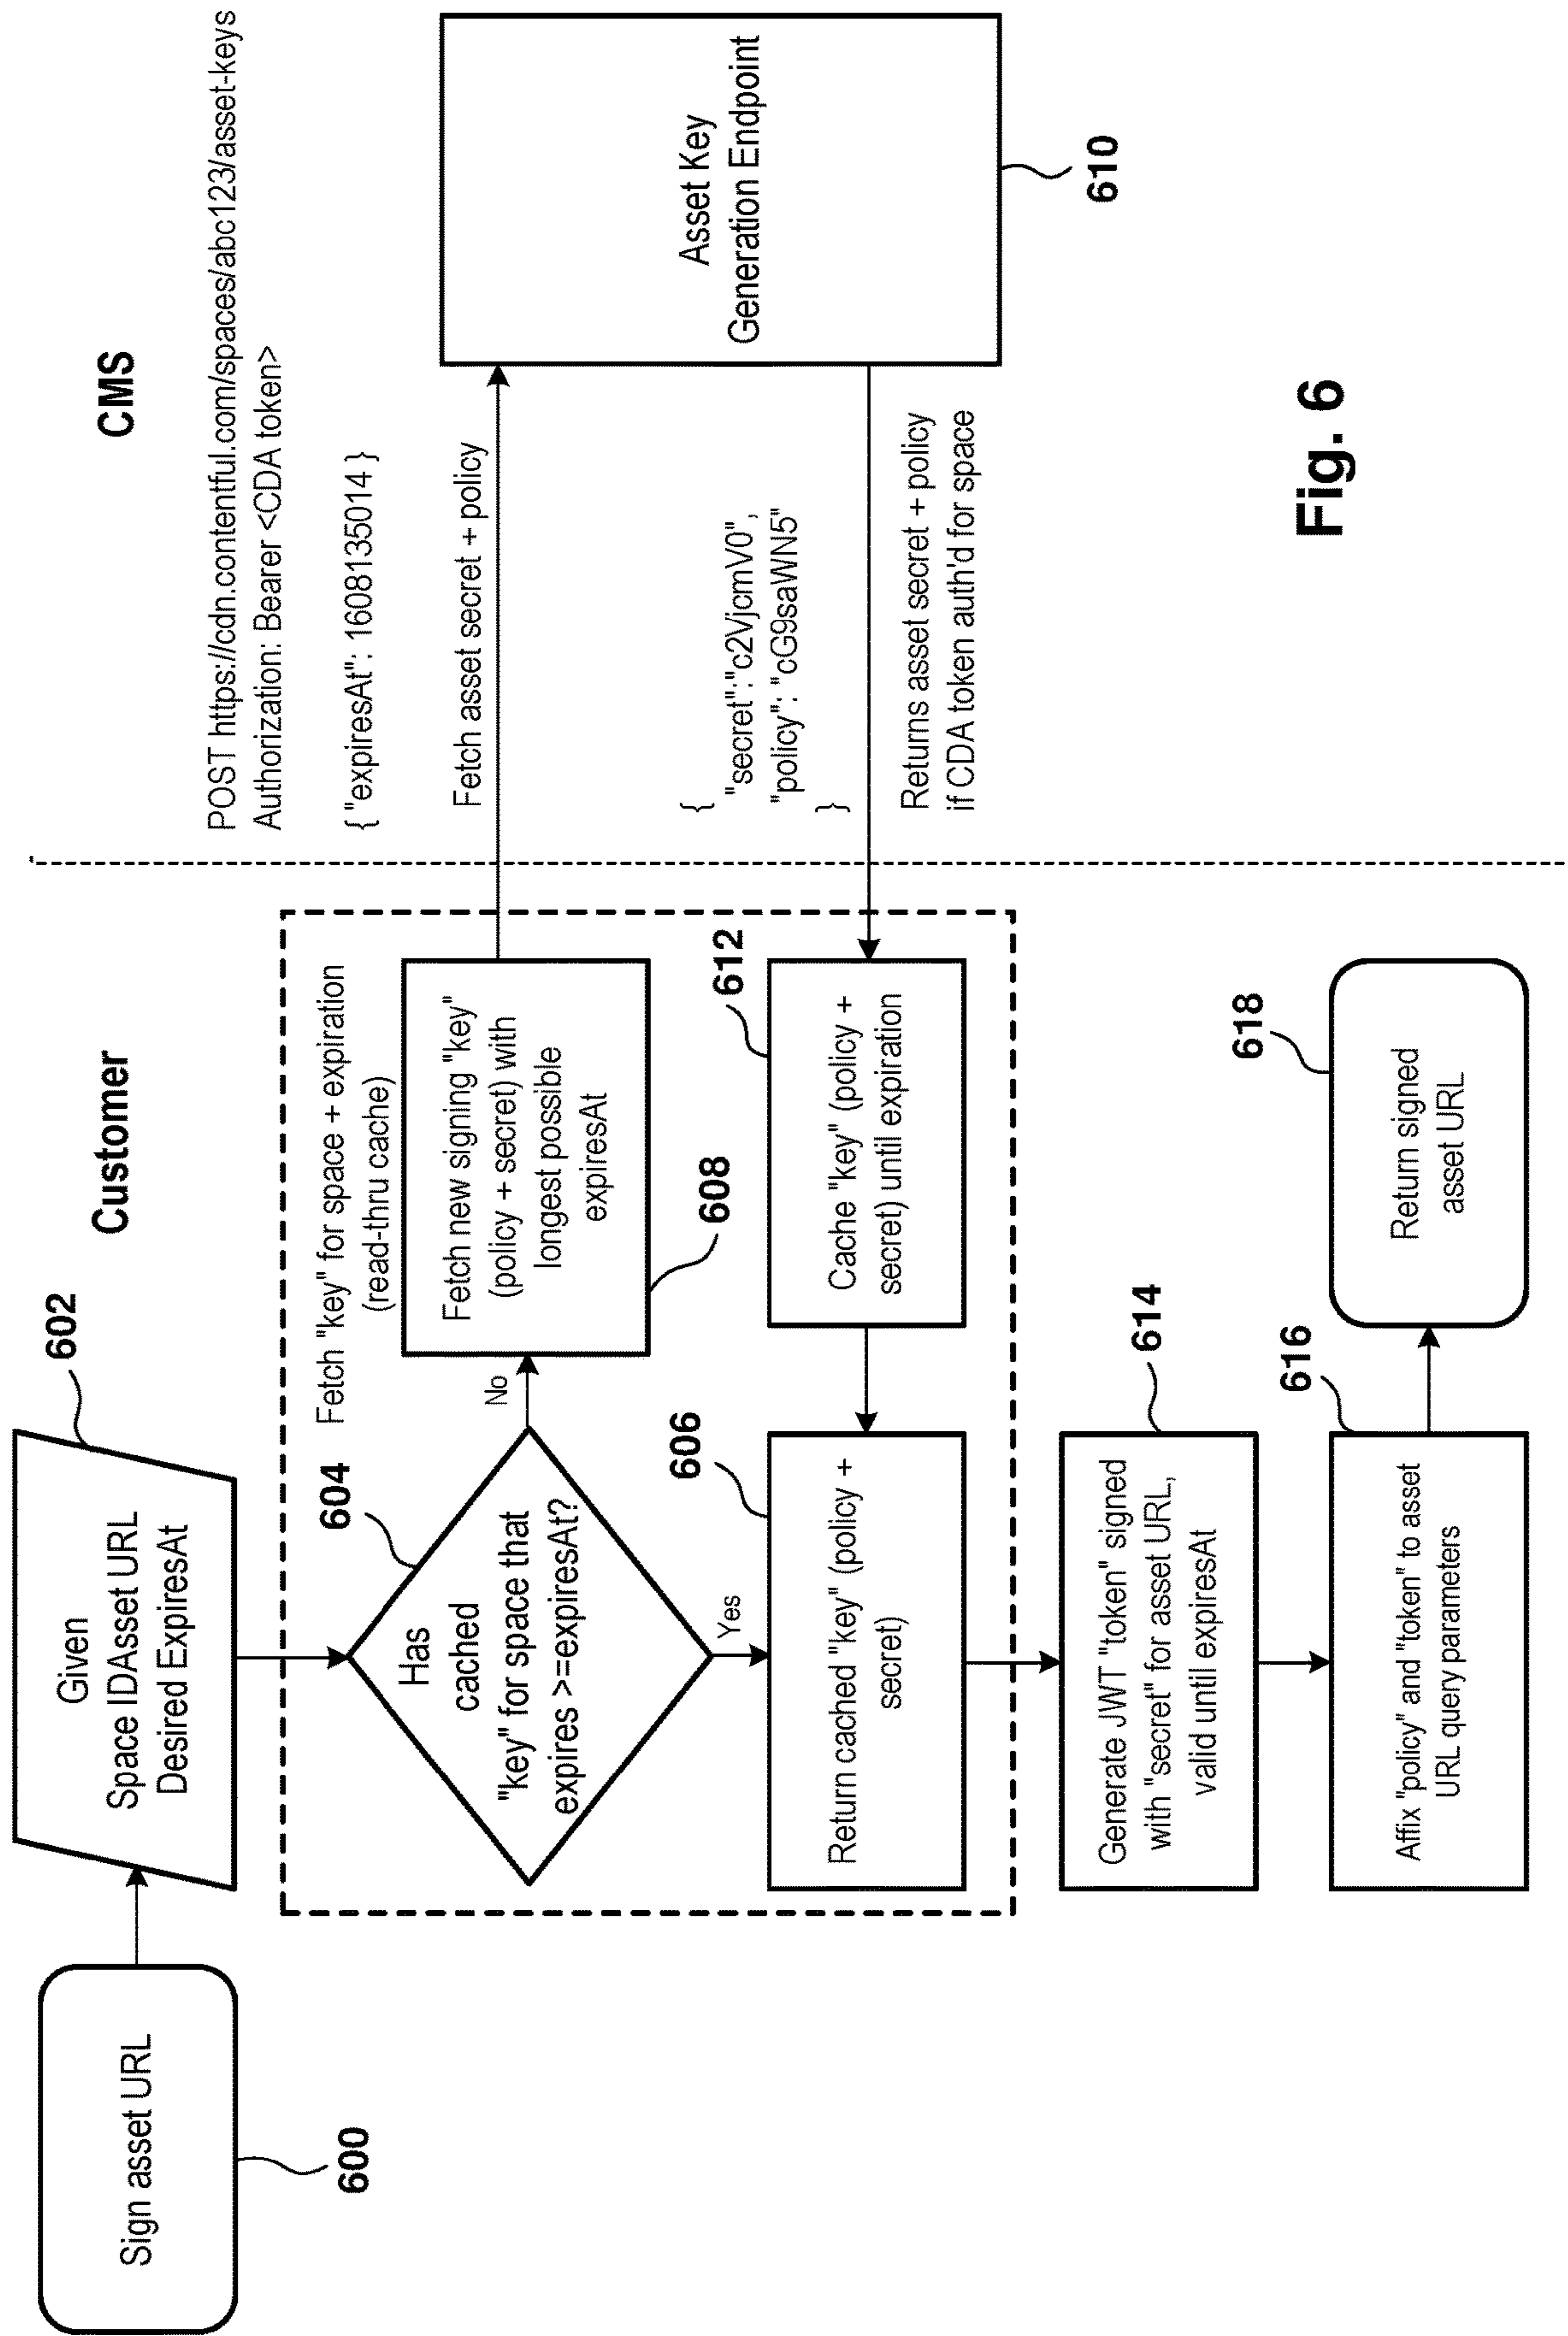 Customer
CMS
Sign asset URL
600
Given
Space IDAsset URL
Desired ExpiresAt
602
Has
cached
"key" for space that
expires >=expiresAt?
604
No
Yes
Fetch "key" for space + expiration
(read-thru cache)
Fetch new signing "key"
(policy + secret) with
longest possible
expiresAt
608
POST https://cdn.contentful.com/spaces/abc123/asset-keys
Authorization: Bearer <CDA token>
{ "expiresAt": 1608135014 }
Fetch asset secret + policy
Asset Key
Generation Endpoint
610
{
"secret":"c2VjcmV0",
"policy": "cG9saWN5"
}
Returns asset secret + policy
if CDA token auth'd for space
Cache "key" (policy +
secret) until expiration
612
Return cached "key" (policy +
secret)
606
Generate JWT "token" signed
with "secret" for asset URL,
valid until expiresAt
614
Affix "policy" and "token" to asset
URL query parameters
616
Return signed
asset URL
618
Fig. 6